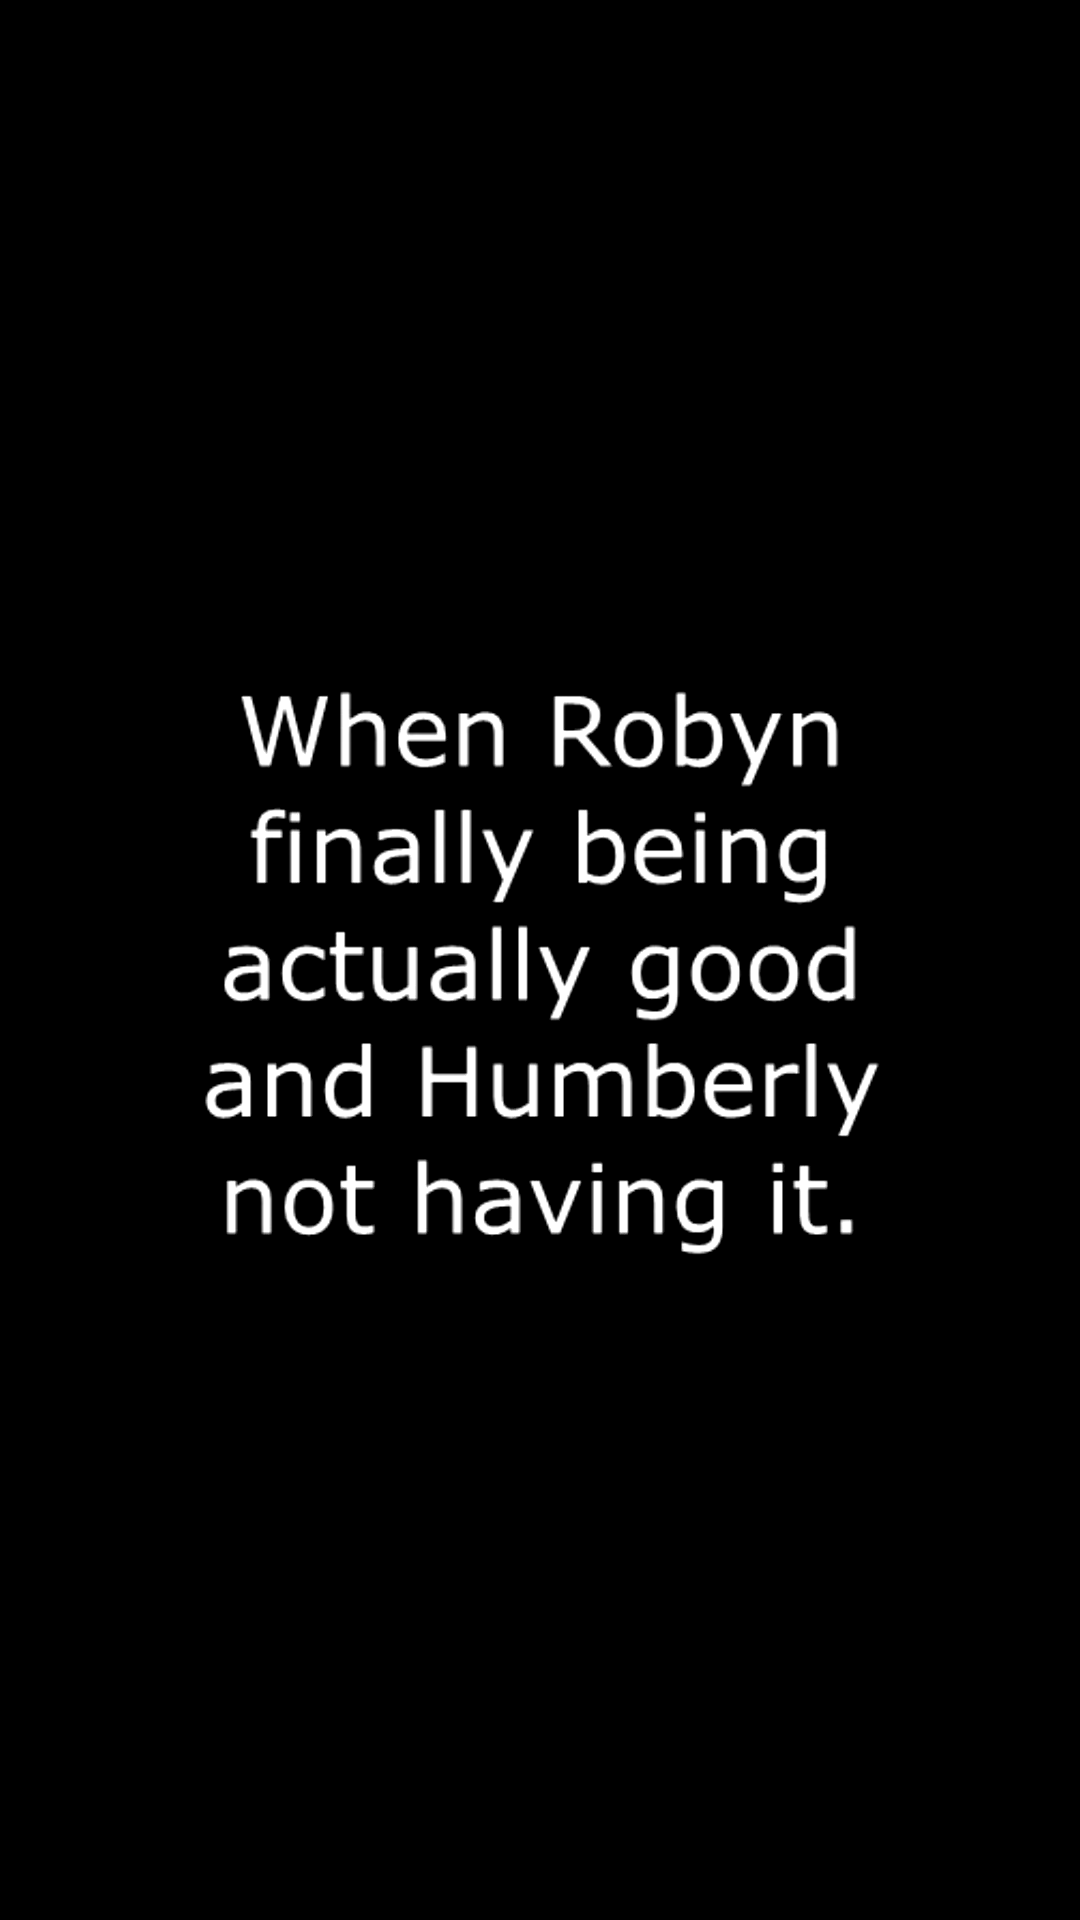 When Robyn
finally being
actually good
and Humberly
not having it.